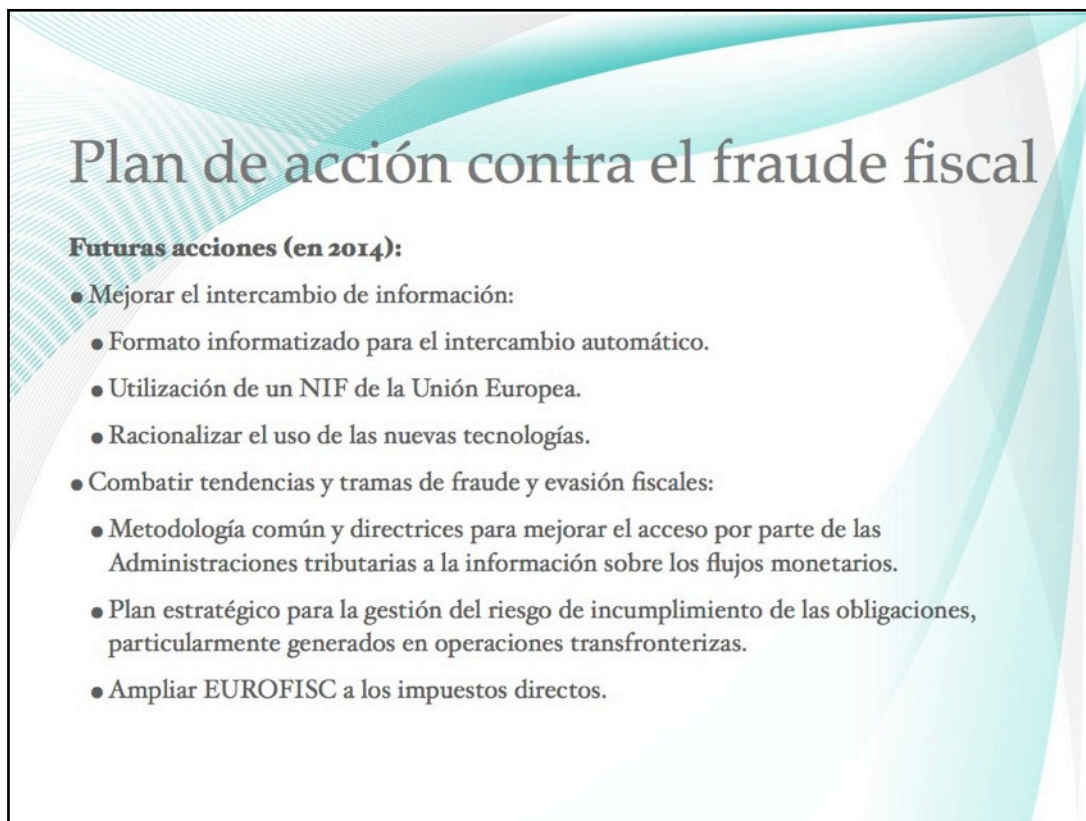 Plan de acción contra el fraude fiscal
Futuras acciones (en 2014):
• Mejorar el intercambio de información:
• Formato informatizado para el intercambio automático.
• Utilización de un NIF de la Unión Europea.
• Racionalizar el uso de las nuevas tecnologías.
• Combatir tendencias y tramas de fraude y evasión fiscales:
• Metodología común y directrices para mejorar el acceso por parte de las
Administraciones tributarias a la información sobre los flujos monetarios.
• Plan estratégico para la gestión del riesgo de incumplimiento de las obligaciones,
particularmente generados en operaciones transfronterizas.
• Ampliar EUROFISC a los impuestos directos.